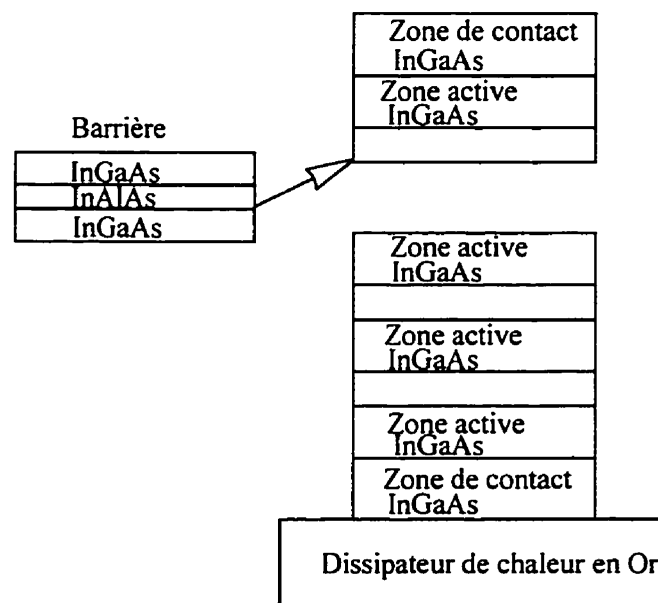 Zone de contact
InGaAs
Zone active
InGaAs
Barrière
InGaAs
InAlAs
InGaAs
Zone active
InGaAs
Zone active
InGaAs
Zone active
InGaAs
Zone de contact
InGaAs
Dissipateur de chaleur en Or